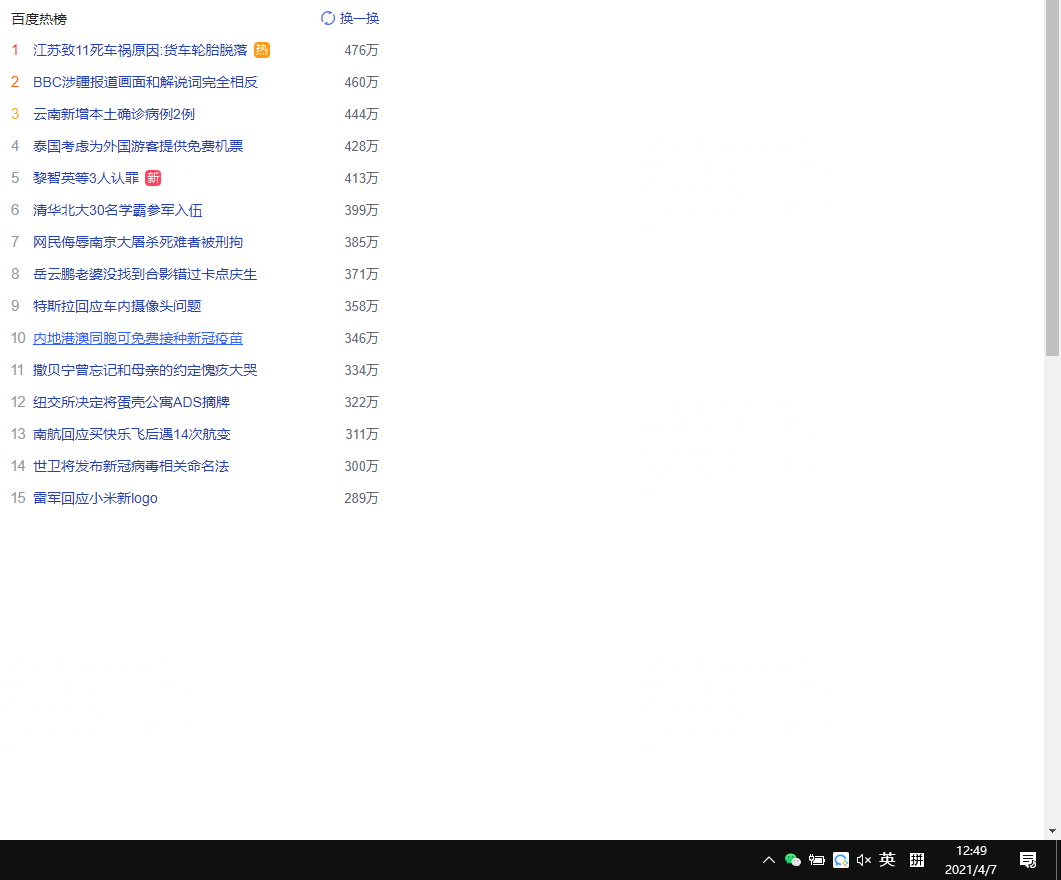 百度热榜 换一换
1 江苏致11死车祸原因:货车轮胎脱落 热 476万
2 BBC涉疆报道画面和解说词完全相反 460万
3 云南新增本土确诊病例2例 444万
4 泰国考虑为外国游客提供免费机票 428万
5 黎智英等3人认罪 新 413万
6 清华北大30名学霸参军入伍 399万
7 网民侮辱南京大屠杀死难者被刑拘 385万
8 岳云鹏老婆没找到合影错过卡点庆生 371万
9 特斯拉回应车内摄像头问题 358万
10 内地港澳同胞可免费接种新冠疫苗 346万
11 撒贝宁曾忘记和母亲的约定愧疚大哭 334万
12 纽交所决定将蛋壳公寓ADS摘牌 322万
13 南航回应买快乐飞后遇14次航变 311万
14 世卫将发布新冠病毒相关命名法 300万
15 雷军回应小米新logo 289万
英 拼 12:49
2021/4/7